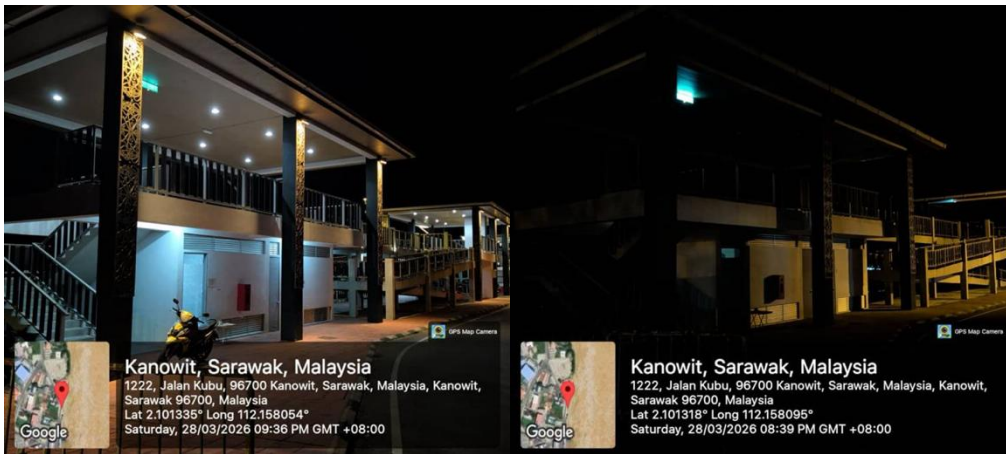 GPS Map Camera
Kanowit, Sarawak, Malaysia
1222, Jalan Kubu, 96700 Kanowit, Sarawak, Malaysia, Kanowit,
Sarawak 96700, Malaysia
Lat 2.101335° Long 112.158054°
Saturday, 28/03/2026 09:36 PM GMT +08:00
Google
GPS Map Camera
Kanowit, Sarawak, Malaysia
1222, Jalan Kubu, 96700 Kanowit, Sarawak, Malaysia, Kanowit,
Sarawak 96700, Malaysia
Lat 2.101318° Long 112.158095°
Saturday, 28/03/2026 08:39 PM GMT +08:00
Google